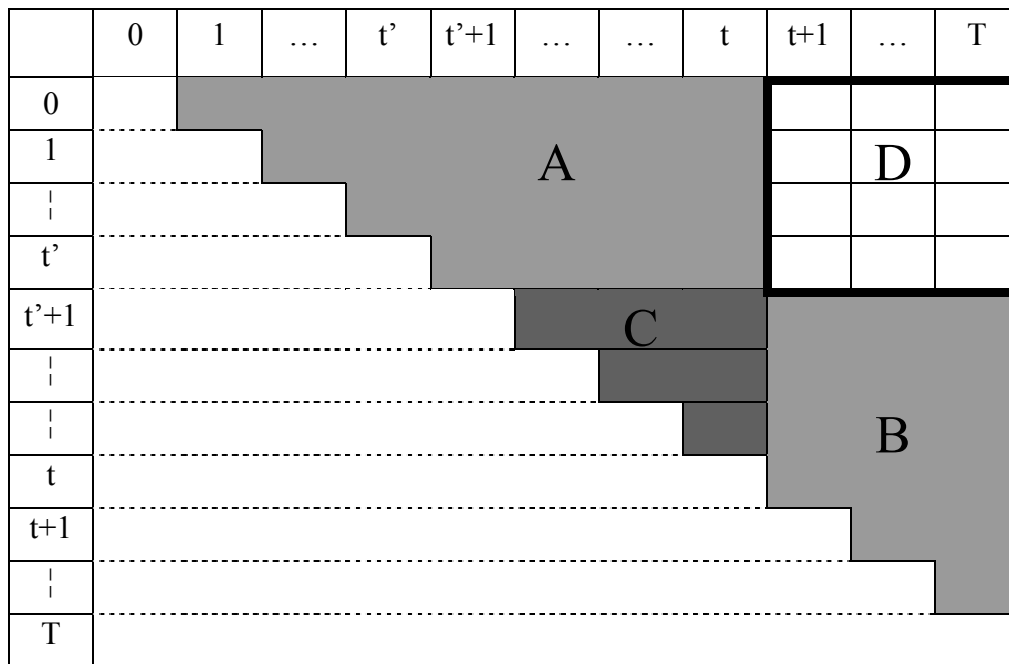 0 1 … t’ t’+1 … … t t+1 … T
0
1
A
D
¦
t’
t’+1
C
¦
¦
B
t
t+1
¦
T